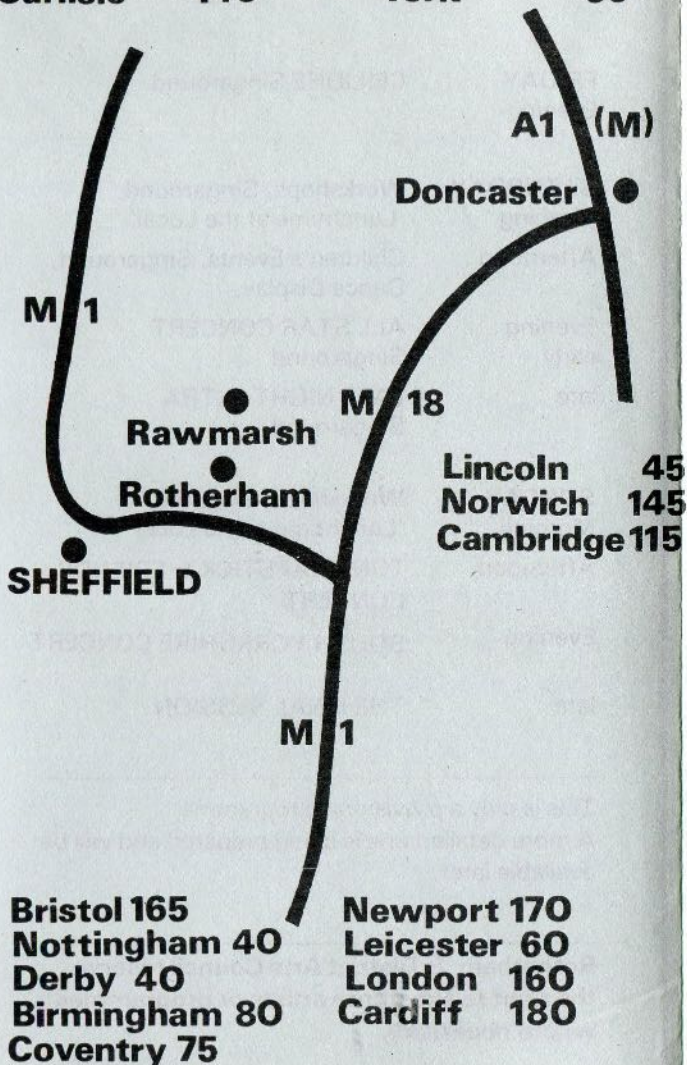 A1 (M)
Doncaster
M 1
M 18
Rawmarsh
Rotherham
Lincoln 45
Norwich 145
Cambridge 115
SHEFFIELD
M 1
Bristol 165 Newport 170
Nottingham 40 Leicester 60
Derby 40 London 160
Birmingham 80 Cardiff 180
Coventry 75